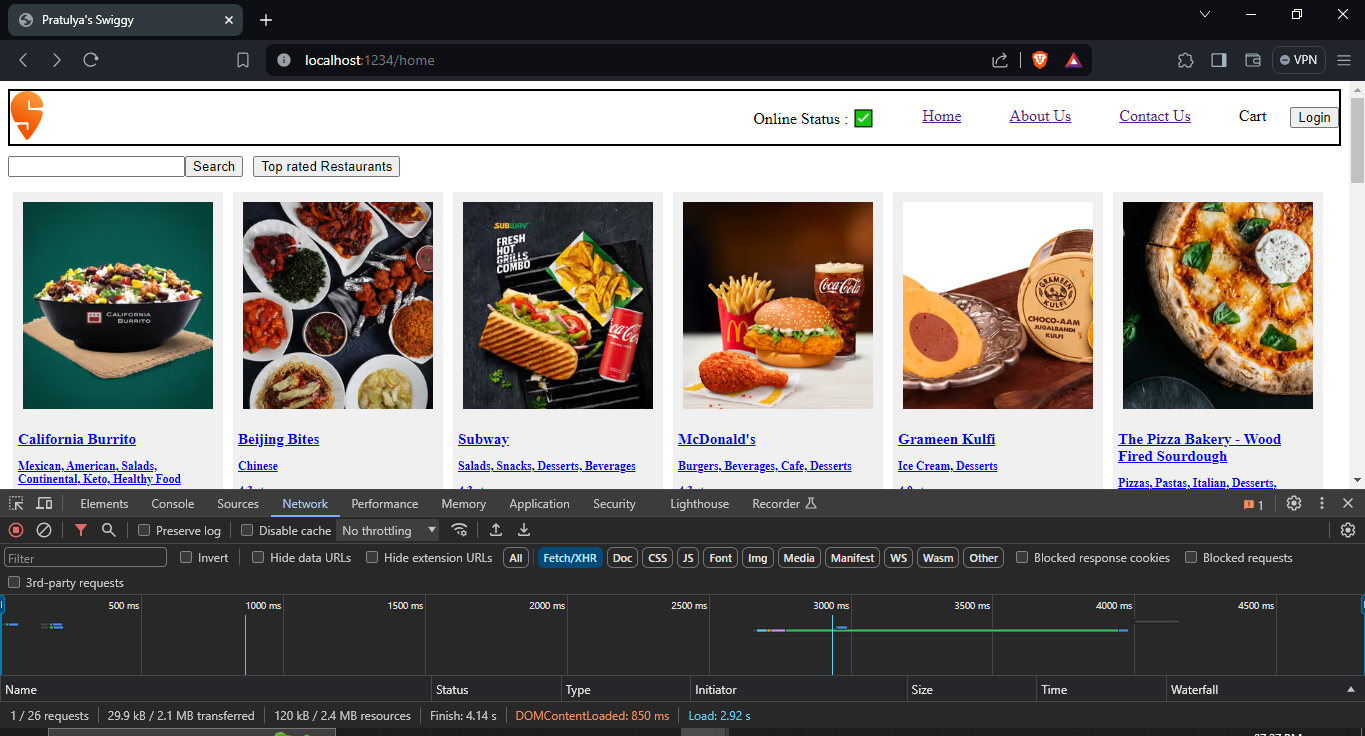 Pratulya's Swiggy
localhost:1234/home
VPN
Online Status : ✅ Home About Us Contact Us Cart Login
Search Top rated Restaurants
CALIFORNIA BURRITO
SUBWAY
FRESH HOT GRILLS COMBO
Coca-Cola
Coca-Cola
GRAMEEN KULFI
CHOCO-AAM
JUGALBANDI
KULFI
California Burrito
Mexican, American, Salads,
Continental, Keto, Healthy Food
Beijing Bites
Chinese
Subway
Salads, Snacks, Desserts, Beverages
McDonald's
Burgers, Beverages, Cafe, Desserts
Grameen Kulfi
Ice Cream, Desserts
The Pizza Bakery - Wood
Fired Sourdough
Pizzas, Pastas, Italian, Desserts,
Elements Console Sources Network Performance Memory Application Security Lighthouse Recorder 1
Preserve log Disable cache No throttling
Filter Invert Hide data URLs Hide extension URLs All Fetch/XHR Doc CSS JS Font Img Media Manifest WS Wasm Other Blocked response cookies Blocked requests
3rd-party requests
500 ms 1000 ms 1500 ms 2000 ms 2500 ms 3000 ms 3500 ms 4000 ms 4500 ms
Name Status Type Initiator Size Time Waterfall
1 / 26 requests 29.9 kB / 2.1 MB transferred 120 kB / 2.4 MB resources Finish: 4.14 s DOMContentLoaded: 850 ms Load: 2.92 s